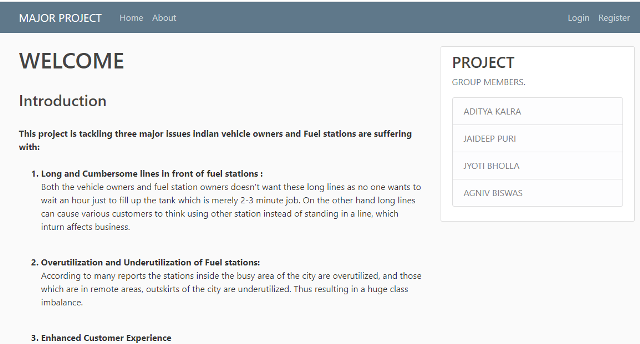 MAJOR PROJECT Home About Login Register
WELCOME
Introduction
This project is tackling three major issues indian vehicle owners and Fuel stations are suffering
with:
1. Long and Cumbersome lines in front of fuel stations :
Both the vehicle owners and fuel station owners doesn't want these long lines as no one wants to
wait an hour just to fill up the tank which is merely 2-3 minute job. On the other hand long lines
can cause various customers to think using other station instead of standing in a line, which
inturn affects business.
2. Overutilization and Underutilization of Fuel stations:
According to many reports the stations inside the busy area of the city are overutilized, and those
which are in remote areas, outskirts of the city are underutilized. Thus resulting in a huge class
imbalance.
3. Enhanced Customer Experience
PROJECT
GROUP MEMBERS.
ADITYA KALRA
JAIDEEP PURI
JYOTI BHOLLA
AGNIV BISWAS